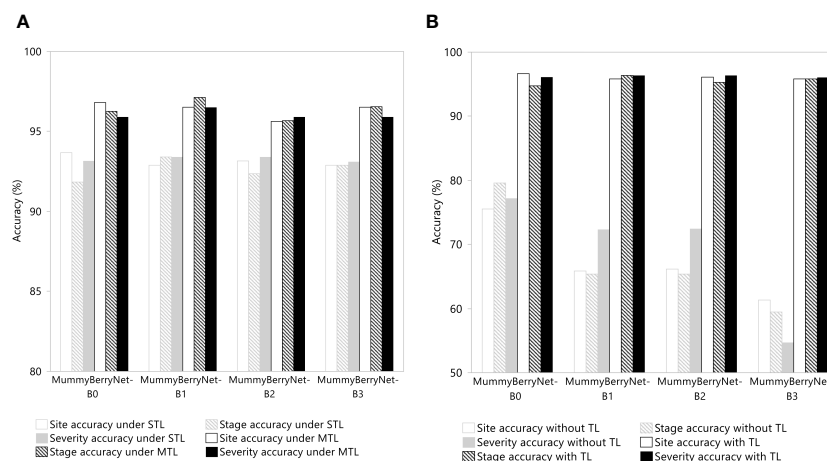 A
100
95
90
85
80
Accuracy (%)
MummyBerryNet-B0
MummyBerryNet-B1
MummyBerryNet-B2
MummyBerryNet-B3
Site accuracy under STL
Stage accuracy under STL
Severity accuracy under STL
Site accuracy under MTL
Stage accuracy under MTL
Severity accuracy under MTL
B
100
90
80
70
60
50
Accuracy (%)
MummyBerryNet-B0
MummyBerryNet-B1
MummyBerryNet-B2
MummyBerryNe
B3
Site accuracy without TL
Stage accuracy without TL
Severity accuracy without TL
Site accuracy with TL
Stage accuracy with TL
Severity accuracy with TL